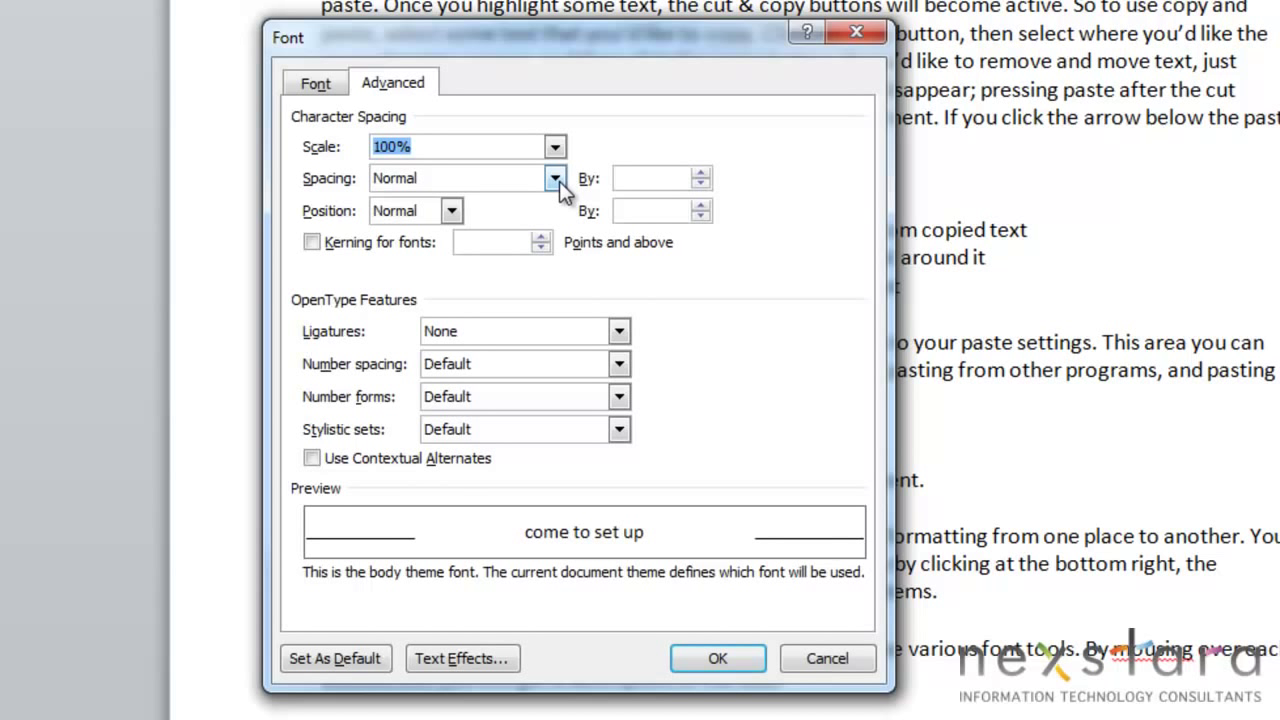 paste. Once you highlight some text, the cut & copy buttons will become active. So to use copy and
Font
button, then select where you'd like the
'd like to remove and move text, just
Font
Advanced
sappear; pressing paste after the cut
Character Spacing
nent. If you click the arrow below the past
Scale:
100%
Spacing:
Normal
By:
Position:
Normal
By:
m copied text
Kerning for fonts:
Points and above
around it
OpenType Features
Ligatures:
None
o your paste settings. This area you can
Number spacing:
Default
asting from other programs, and pasting
Number forms:
Default
Stylistic sets:
Default
Use Contextual Alternates
ent.
Preview
come to set up
ormatting from one place to another. You
This is the body theme font. The current document theme defines which font will be used.
by clicking at the bottom right, the
ems.
e various font tools. By mousing over each
Set As Default
Text Effects...
OK
Cancel
nexstara
INFORMATION TECHNOLOGY CONSULTANTS